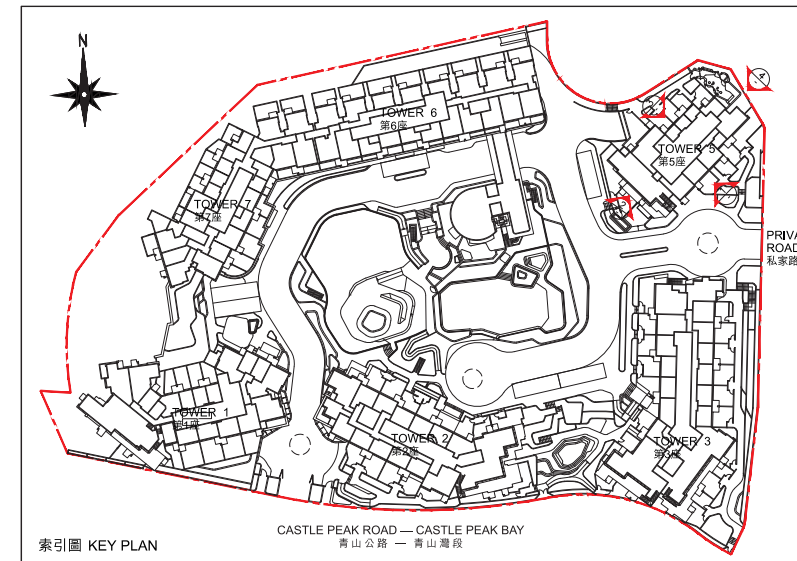 N
TOWER 6
第6座
4
TOWER 5
第5座
TOWER 7
第7座
PRIVA
ROAD
私家路
TOWER 1
第1座
TOWER 2
第2座
TOWER 3
第3座
CASTLE PEAK ROAD — CASTLE PEAK BAY
青山公路 — 青山灣段
索引圖 KEY PLAN